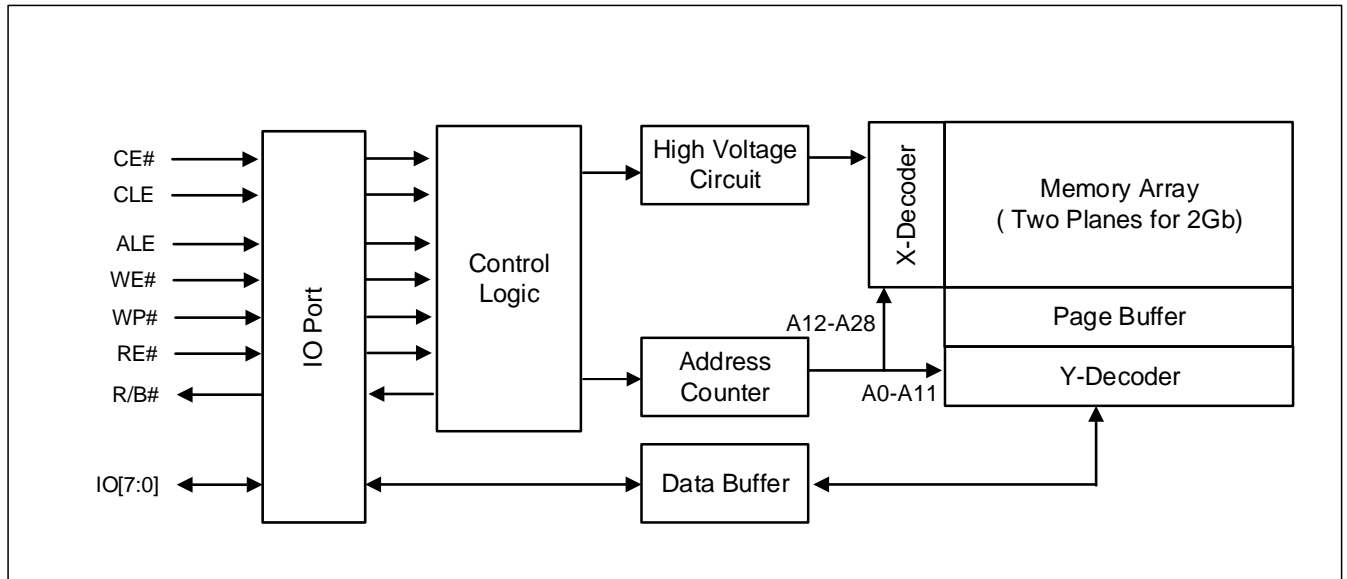 CE#
CLE
ALE
WE#
WP#
RE#
R/B#
IO[7:0]
IO Port
Control
Logic
High Voltage
Circuit
Address
Counter
Data Buffer
A12-A28
A0-A11
X-Decoder
Memory Array
( Two Planes for 2Gb)
Page Buffer
Y-Decoder